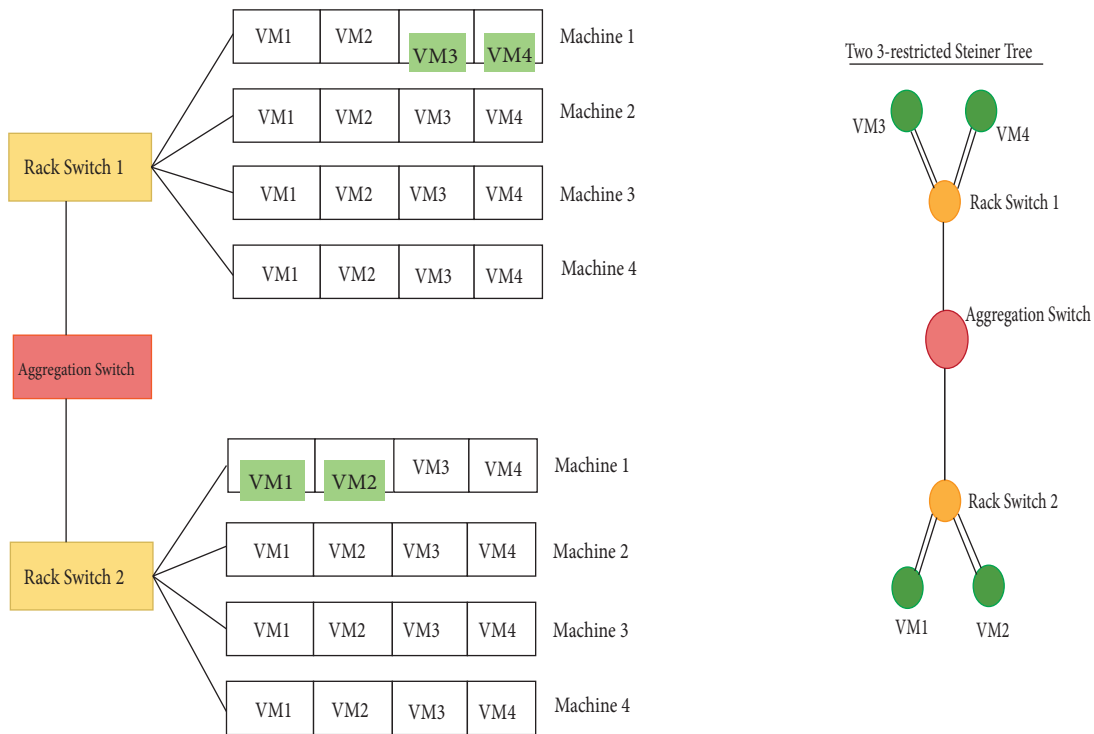 VM1 VM2 VM3 VM4 Machine 1
VM1 VM2 VM3 VM4 Machine 2
Rack Switch 1
VM1 VM2 VM3 VM4 Machine 3
VM1 VM2 VM3 VM4 Machine 4
Aggregation Switch
VM1 VM2 VM3 VM4 Machine 1
VM1 VM2 VM3 VM4 Machine 2
Rack Switch 2
VM1 VM2 VM3 VM4 Machine 3
VM1 VM2 VM3 VM4 Machine 4
Two 3-restricted Steiner Tree
VM3 VM4
Rack Switch 1
Aggregation Switch
Rack Switch 2
VM1 VM2